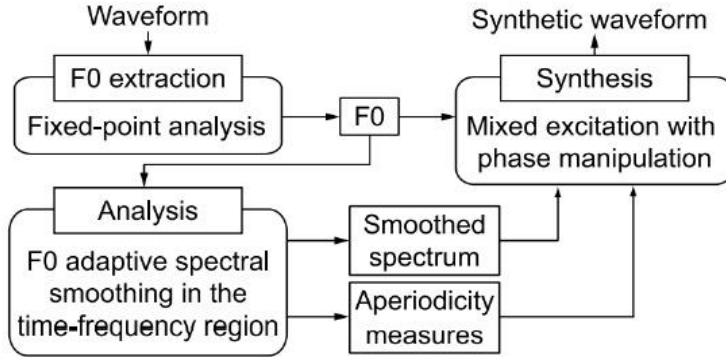 Waveform
F0 extraction
Fixed-point analysis
F0
Synthetic waveform
Synthesis
Mixed excitation with
phase manipulation
Analysis
F0 adaptive spectral
smoothing in the
time-frequency region
Smoothed
spectrum
Aperiodicity
measures